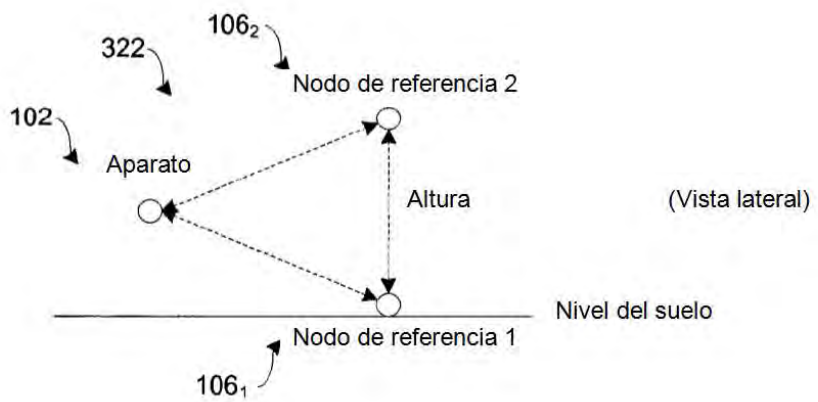 106₂
322
Nodo de referencia 2
102
Aparato
Altura
(Vista lateral)
Nivel del suelo
Nodo de referencia 1
106₁